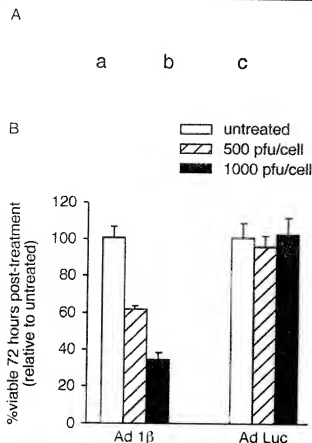 A
a b c
B
untreated
500 pfu/cell
1000 pfu/cell
%viable 72 hours post-treatment
(relative to untreated)
120
100
80
60
40
20
0
Ad 1β Ad Luc